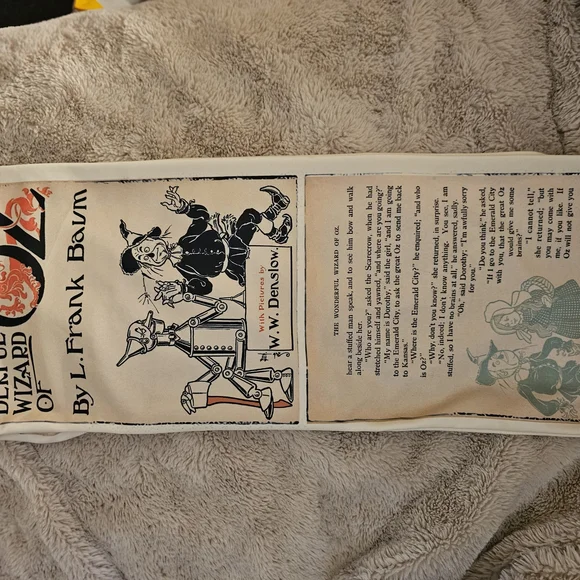 DERFUL
WIZARD
OF
OZ
By L. Frank Baum
With Pictures by
W. W. Denslow.
THE WONDERFUL WIZARD OF OZ.
hear a stuffed man speak, and to see him bow and walk
along beside her.
"Who are you?" asked the Scarecrow, when he had
stretched himself and yawned, "and where are you going?"
"My name is Dorothy," said the girl, "and I am going
to the Emerald City, to ask the great Oz to send me back
to Kansas."
"Where is the Emerald City?" he enquired; "and who
is Oz?"
"Why, don't you know?" she returned in surprise.
"No, indeed; I don't know anything. You see, I am
stuffed, so I have no brains at all," he answered, sadly.
"Oh," said Dorothy; "I'm awfully sorry
for you."
"Do you think," he asked,
"If I go to the Emerald City
with you, that the great Oz
would give me some
brains?"
"I cannot tell,"
she returned; "but
you may come with
me, if you like. If
Oz will not give you